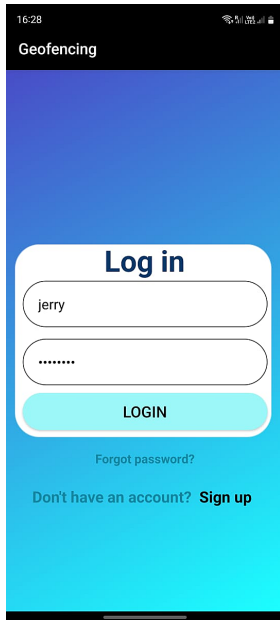 16:28
Geofencing
Log in
jerry
••••••••
LOGIN
Forgot password?
Don't have an account? Sign up